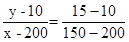 y - 10 / x - 200 = 15 – 10 / 150 – 200